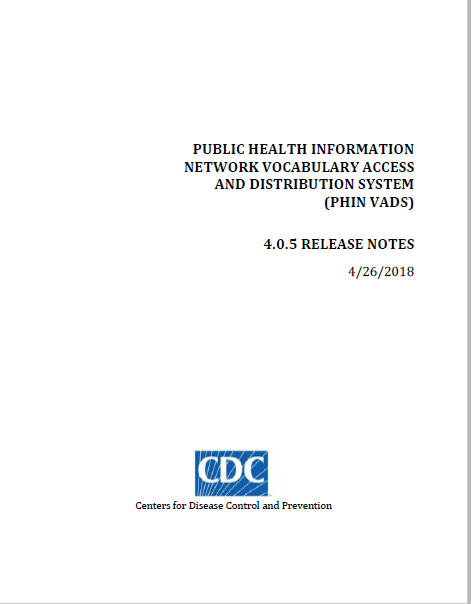 PUBLIC HEALTH INFORMATION
NETWORK VOCABULARY ACCESS
AND DISTRIBUTION SYSTEM
(PHIN VADS)
4.0.5 RELEASE NOTES
4/26/2018
CDC
Centers for Disease Control and Prevention